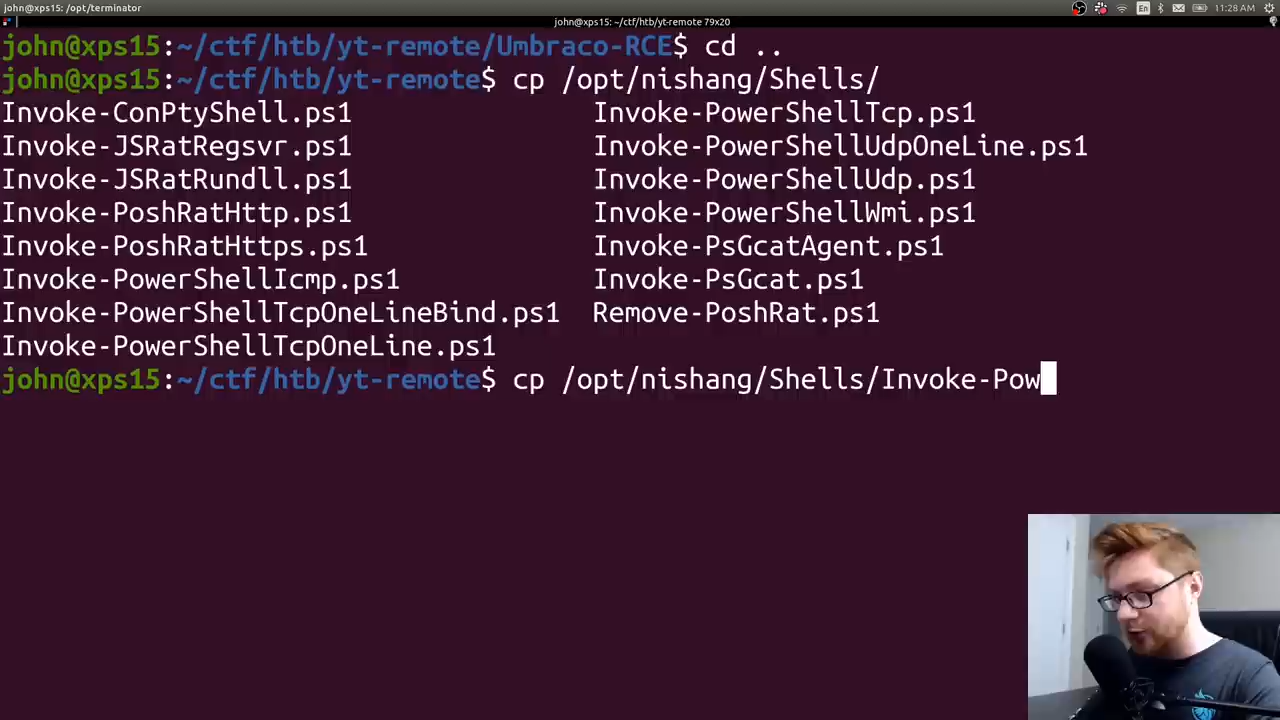 john@xps15: /opt/terminator
En
11:28 AM
john@xps15: ~/ctf/htb/yt-remote 79x20
john@xps15:~/ctf/htb/yt-remote/Umbraco-RCE$ cd ..
john@xps15:~/ctf/htb/yt-remote$ cp /opt/nishang/Shells/
Invoke-ConPtyShell.ps1 Invoke-PowerShellTcp.ps1
Invoke-JSRatRegsvr.ps1 Invoke-PowerShellUdpOneLine.ps1
Invoke-JSRatRundll.ps1 Invoke-PowerShellUdp.ps1
Invoke-PoshRatHttp.ps1 Invoke-PowerShellWmi.ps1
Invoke-PoshRatHttps.ps1 Invoke-PsGcatAgent.ps1
Invoke-PowerShellIcmp.ps1 Invoke-PsGcat.ps1
Invoke-PowerShellTcpOneLineBind.ps1 Remove-PoshRat.ps1
Invoke-PowerShellTcpOneLine.ps1
john@xps15:~/ctf/htb/yt-remote$ cp /opt/nishang/Shells/Invoke-Pow